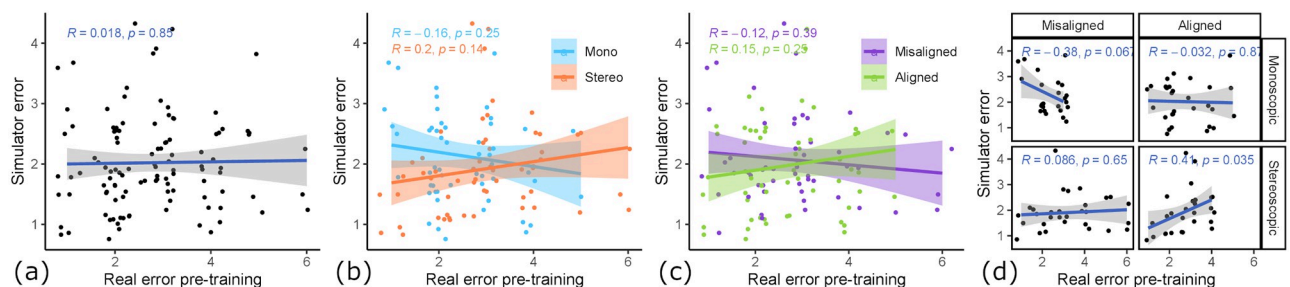 R = 0.018, p = 0.85
Simulator error
4
3
2
1
2
4
6
Real error pre-training
(a)
R = −0.16, p = 0.25
R = 0.2, p = 0.14
Mono
Stereo
Simulator error
4
3
2
1
2
4
6
Real error pre-training
(b)
R = −0.12, p = 0.39
R = 0.15, p = 0.25
Misaligned
Aligned
Simulator error
4
3
2
1
2
4
6
Real error pre-training
(c)
Misaligned
Aligned
R = −0.38, p = 0.067
R = −0.032, p = 0.87
Monoscopic
R = 0.086, p = 0.65
R = 0.41, p = 0.035
Stereoscopic
Simulator error
4
3
2
1
4
3
2
1
2
4
6
2
4
6
Real error pre-training
(d)